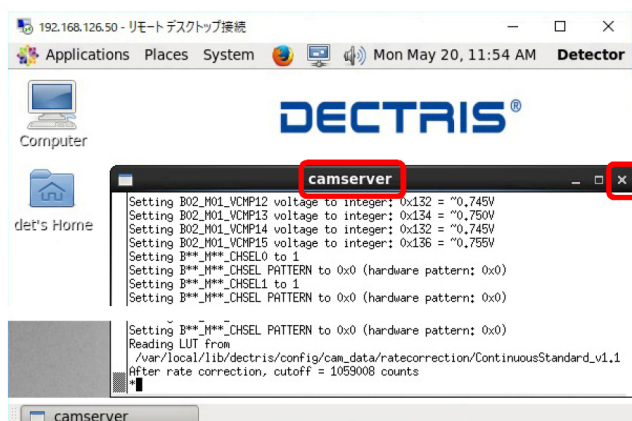 192.168.126.50 - リモート デスクトップ接続
Applications Places System Mon May 20, 11:54 AM Detector
DECTRIS®
Computer
det's Home
camserver
Setting B02_M01_VCMP12 voltage to integer: 0x132 = ~0.745V
Setting B02_M01_VCMP13 voltage to integer: 0x134 = ~0.750V
Setting B02_M01_VCMP14 voltage to integer: 0x132 = ~0.745V
Setting B02_M01_VCMP15 voltage to integer: 0x136 = ~0.755V
Setting B**_M**_CHSEL0 to 1
Setting B**_M**_CHSEL PATTERN to 0x0 (hardware pattern: 0x0)
Setting B**_M**_CHSEL1 to 1
Setting B**_M**_CHSEL PATTERN to 0x0 (hardware pattern: 0x0)
Setting B**_M**_CHSEL PATTERN to 0x0 (hardware pattern: 0x0)
Reading LUT from
/var/local/lib/dectris/config/cam_data/ratecorrection/ContinuousStandard_v1.1
After rate correction, cutoff = 1059008 counts
*
camserver